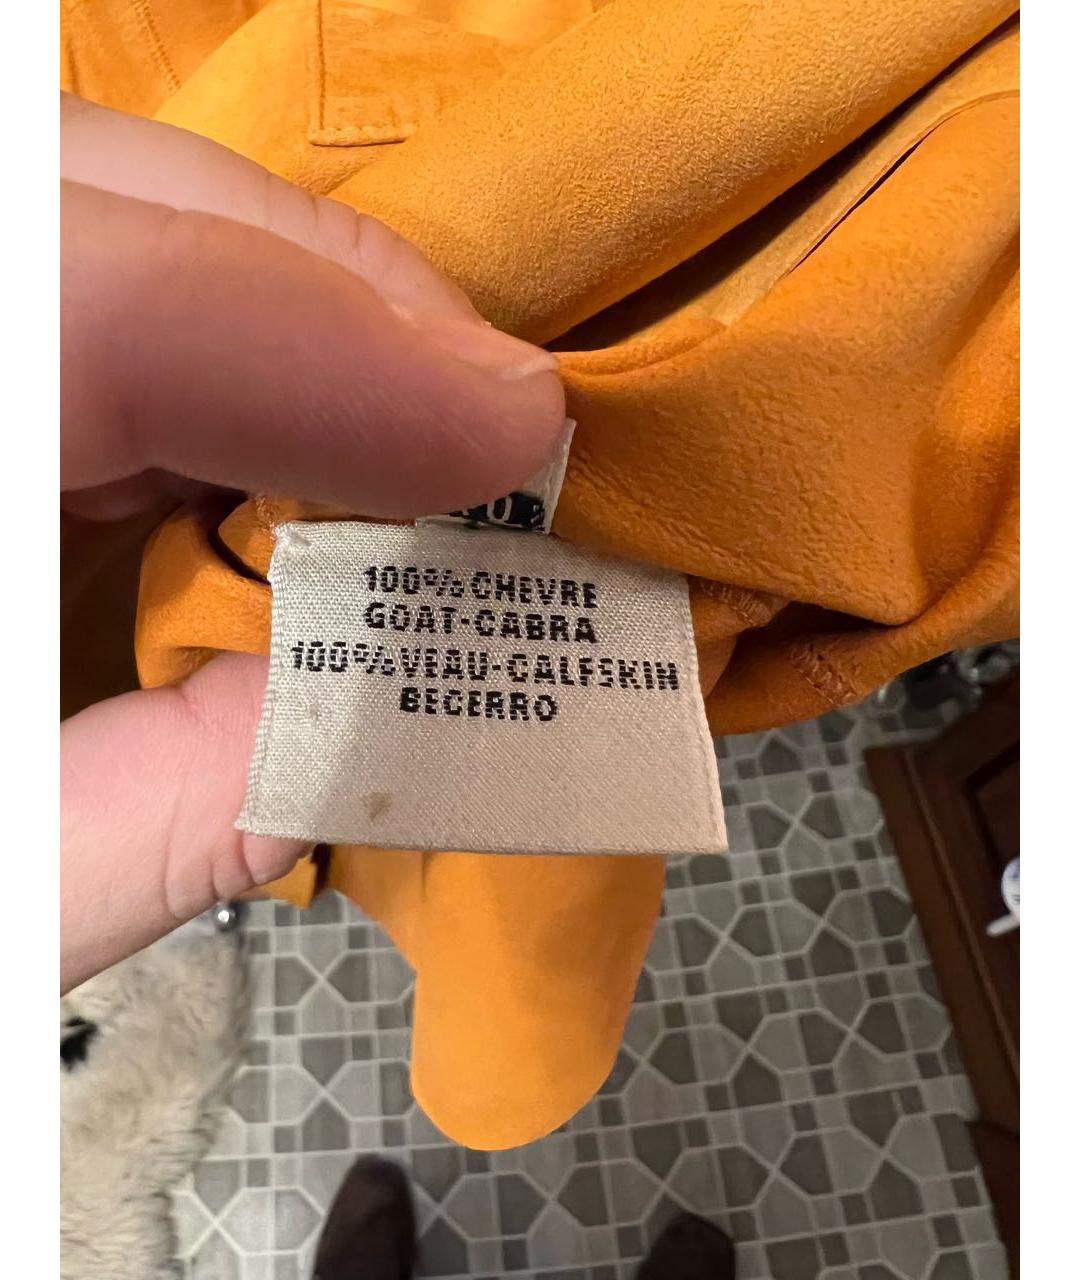 100% CHEVRE
GOAT-CABRA
100% VEAU-CALFSKIN
BECERRO